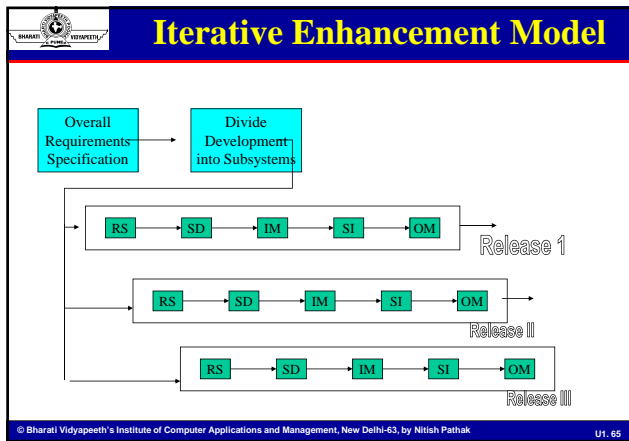 BHARATI VIDYAPEETH
PUNE
Iterative Enhancement Model
Overall
Requirements
Specification
Divide
Development
into Subsystems
RS SD IM SI OM
Release 1
RS SD IM SI OM
Release II
RS SD IM SI OM
Release III
© Bharati Vidyapeeth's Institute of Computer Applications and Management, New Delhi-63, by Nitish Pathak
U1. 65